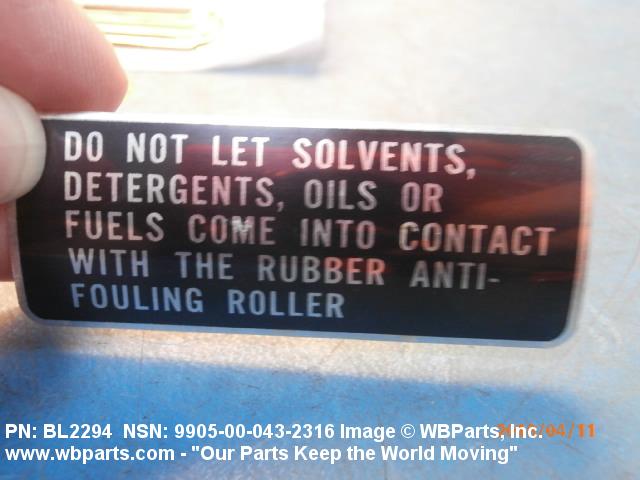 DO NOT LET SOLVENTS,
DETERGENTS, OILS OR
FUELS COME INTO CONTACT
WITH THE RUBBER ANTI-
FOULING ROLLER
PN: BL2294 NSN: 9905-00-043-2316 Image © WBParts, Inc.
www.wbparts.com - "Our Parts Keep the World Moving"